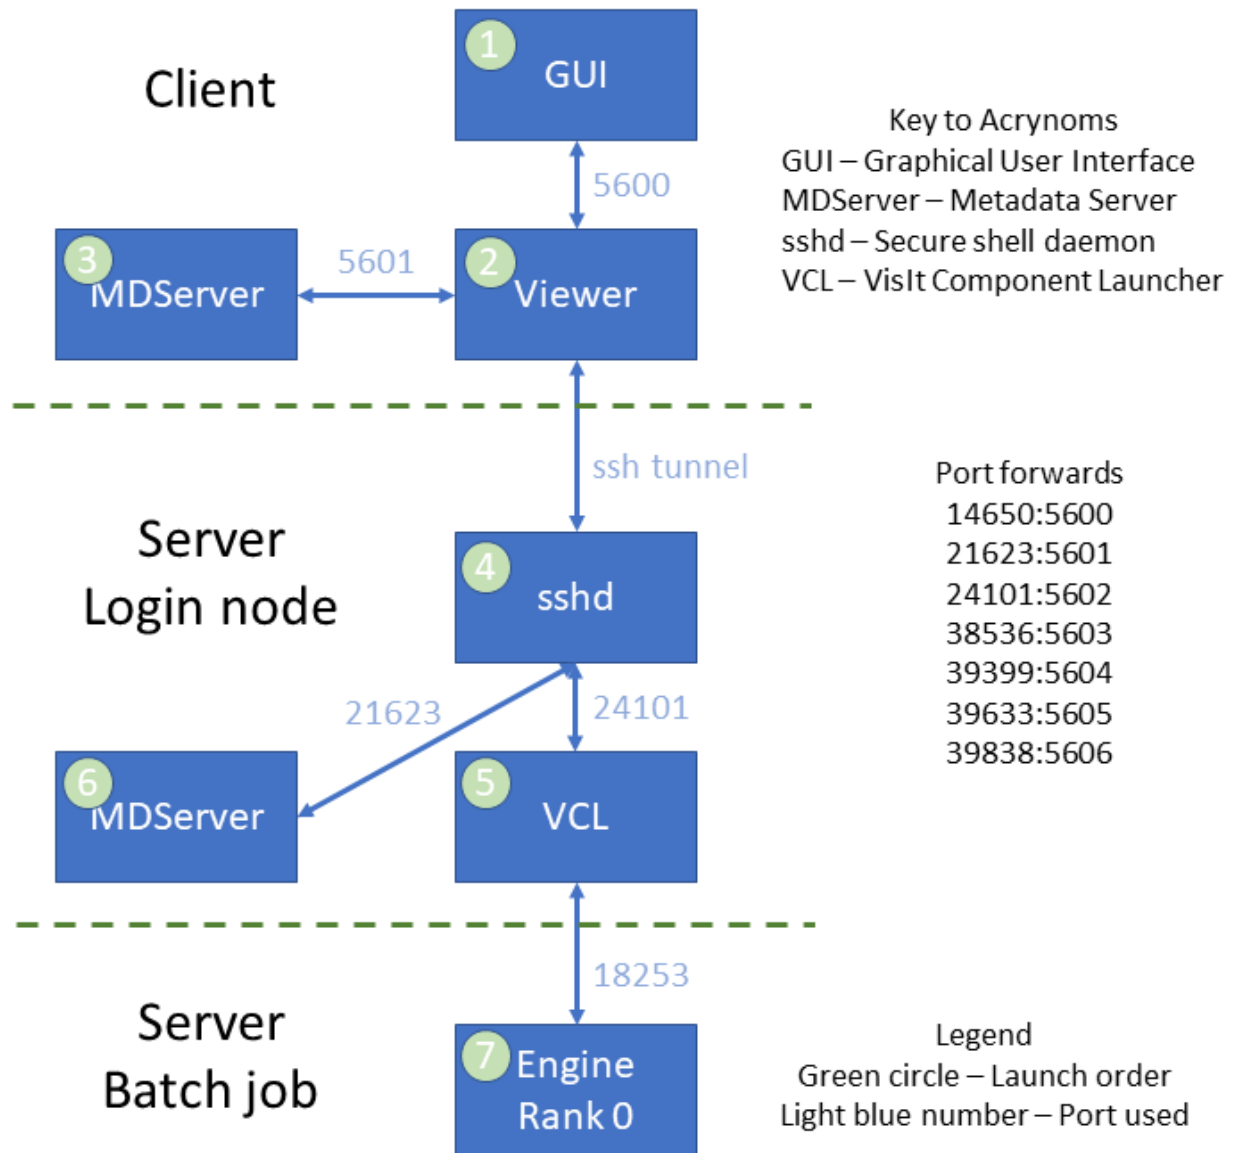 1
GUI
Client
Key to Acrynoms
GUI – Graphical User Interface
MDServer – Metadata Server
sshd – Secure shell daemon
VCL – VisIt Component Launcher
5600
3
MDServer
5601
2
Viewer
ssh tunnel
Server
Login node
4
sshd
Port forwards
14650:5600
21623:5601
24101:5602
38536:5603
39399:5604
39633:5605
39838:5606
21623
24101
6
MDServer
5
VCL
18253
Server
Batch job
7
Engine
Rank 0
Legend
Green circle – Launch order
Light blue number – Port used